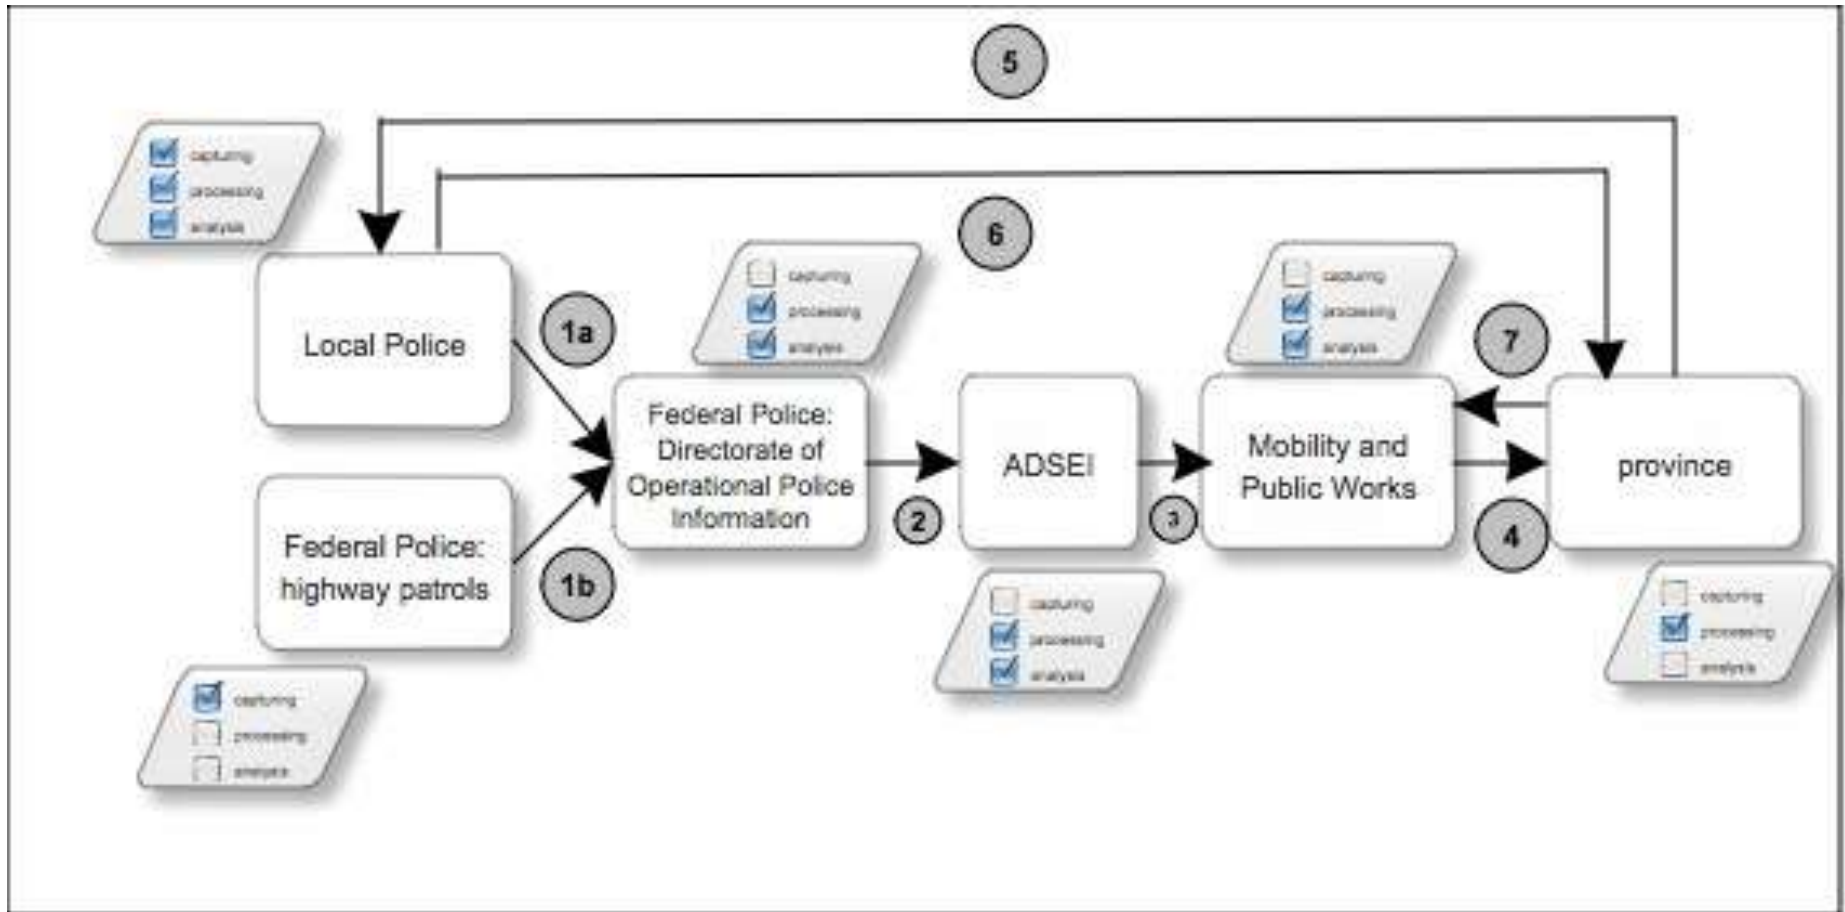 5
capturing
processing
analysis
6
capturing
processing
analysis
capturing
processing
analysis
Local Police
1a
7
Federal Police:
Directorate of
Operational Police
Information
ADSEI
Mobility and
Public Works
province
2
3
4
Federal Police:
highway patrols
1b
capturing
processing
analysis
capturing
processing
analysis
capturing
processing
analysis